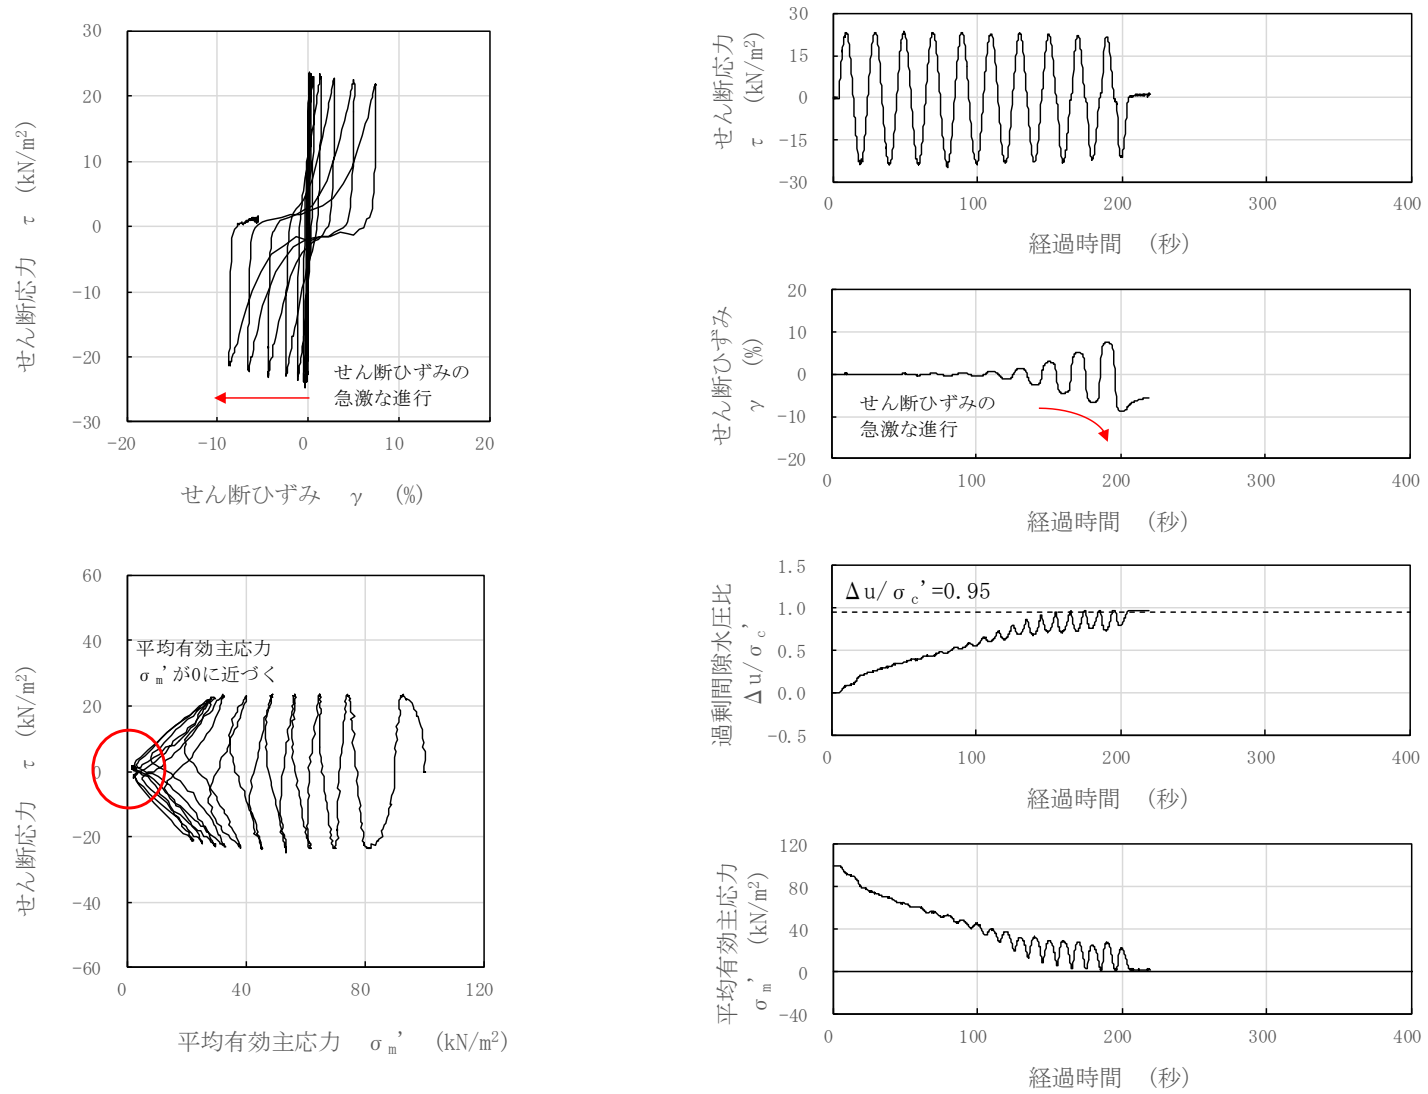 30
20
10
0
-10
-20
-30
せん断応力 τ (kN/m²)
せん断ひずみの
急激な進行
-20
-10
0
10
20
せん断ひずみ γ (%)
60
40
20
0
-20
-40
-60
せん断応力 τ (kN/m²)
平均有効主応力
σm'が0に近づく
0
40
80
120
平均有効主応力 σm' (kN/m²)
30
15
0
-15
-30
せん断応力
τ (kN/m²)
0
100
200
300
400
経過時間 (秒)
20
10
0
-10
-20
せん断ひずみ
γ (%)
せん断ひずみの
急激な進行
0
100
200
300
400
経過時間 (秒)
1.5
1.0
0.5
0.0
-0.5
過剰間隙水圧比
Δu/σc'
Δu/σc'=0.95
0
100
200
300
400
経過時間 (秒)
120
80
40
0
-40
平均有効主応力
σm' (kN/m²)
0
100
200
300
400
経過時間 (秒)